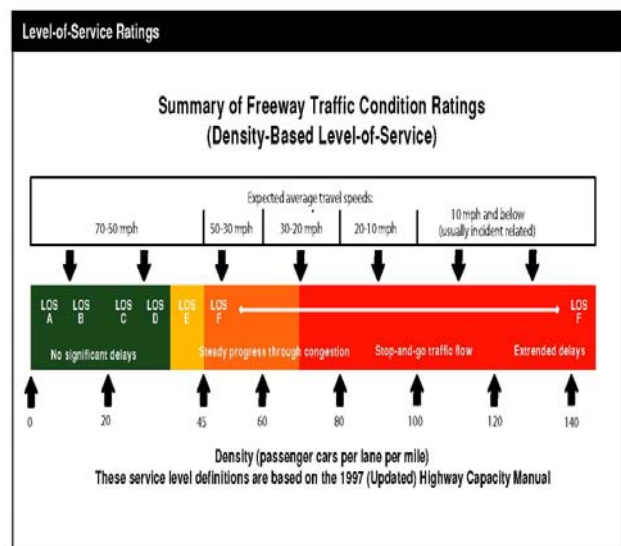 Level-of-Service Ratings
Summary of Freeway Traffic Condition Ratings
(Density-Based Level-of-Service)
Expected average travel speeds:
70-50 mph
50-30 mph
30-20 mph
20-10 mph
10 mph and below
(usually incident related)
LOS
A
LOS
B
LOS
C
LOS
D
LOS
E
LOS
F
LOS
F
No significant delays
Steady progress through congestion
Stop-and-go traffic flow
Extrended delays
0
20
45
60
80
100
120
140
Density (passenger cars per lane per mile)
These service level definitions are based on the 1997 (Updated) Highway Capacity Manual